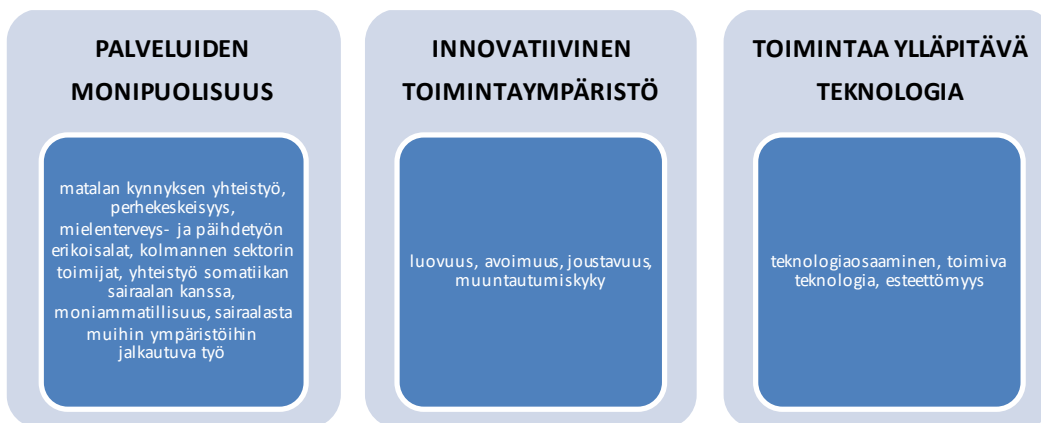 PALVELUIDEN
MONIPUOLISUUS
matalan kynnyksen yhteistyö,
perhekeskeisyys,
mielenterveys- ja päihdetyön
erikoisalat, kolmannen sektorin
toimijat, yhteistyö somatiikan
sairaalan kanssa,
moniammatillisuus, sairaalasta
muihin ympäristöihin
jalkautuva työ
INNOVATIIVINEN
TOIMINTAYMPÄRISTÖ
luovuus, avoimuus, joustavuus,
muuntautumiskyky
TOIMINTAA YLLÄPITÄVÄ
TEKNOLOGIA
teknologiaosaaminen, toimiva
teknologia, esteettömyys